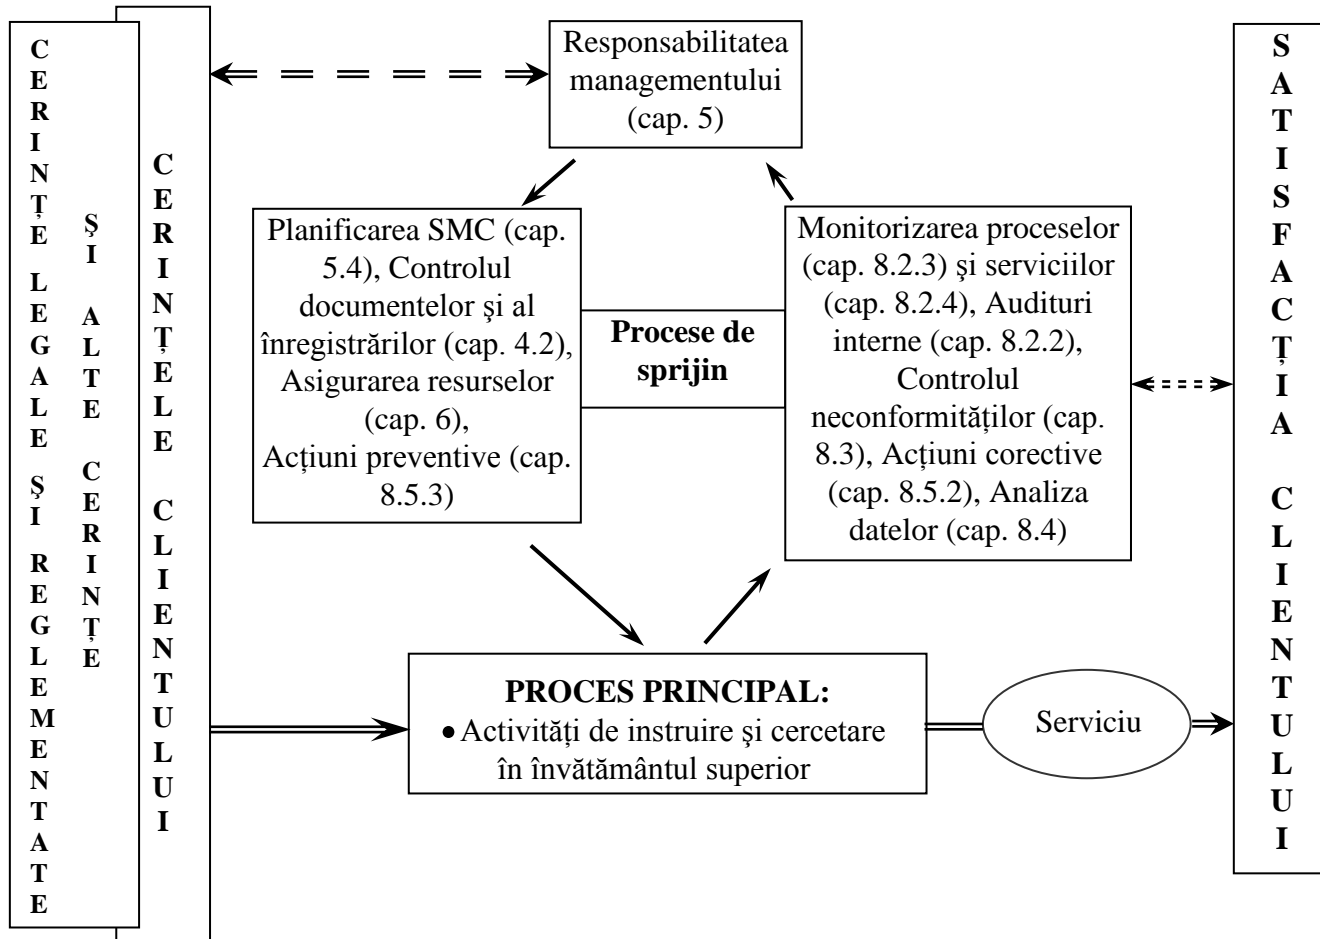 CERINȚE LEGALE ŞI REGLEMENTATE
ŞI ALTE CERINȚE
CERINȚELE CLIENTULUI
Responsabilitatea
managementului
(cap. 5)
Planificarea SMC (cap.
5.4), Controlul
documentelor şi al
înregistrărilor (cap. 4.2),
Asigurarea resurselor
(cap. 6),
Acțiuni preventive (cap.
8.5.3)
Procese de
sprijin
Monitorizarea proceselor
(cap. 8.2.3) şi serviciilor
(cap. 8.2.4), Audituri
interne (cap. 8.2.2),
Controlul
neconformităților (cap.
8.3), Acțiuni corective
(cap. 8.5.2), Analiza
datelor (cap. 8.4)
PROCES PRINCIPAL:
• Activități de instruire şi cercetare
în învătământul superior
Serviciu
SATISFACȚIA CLIENTULUI